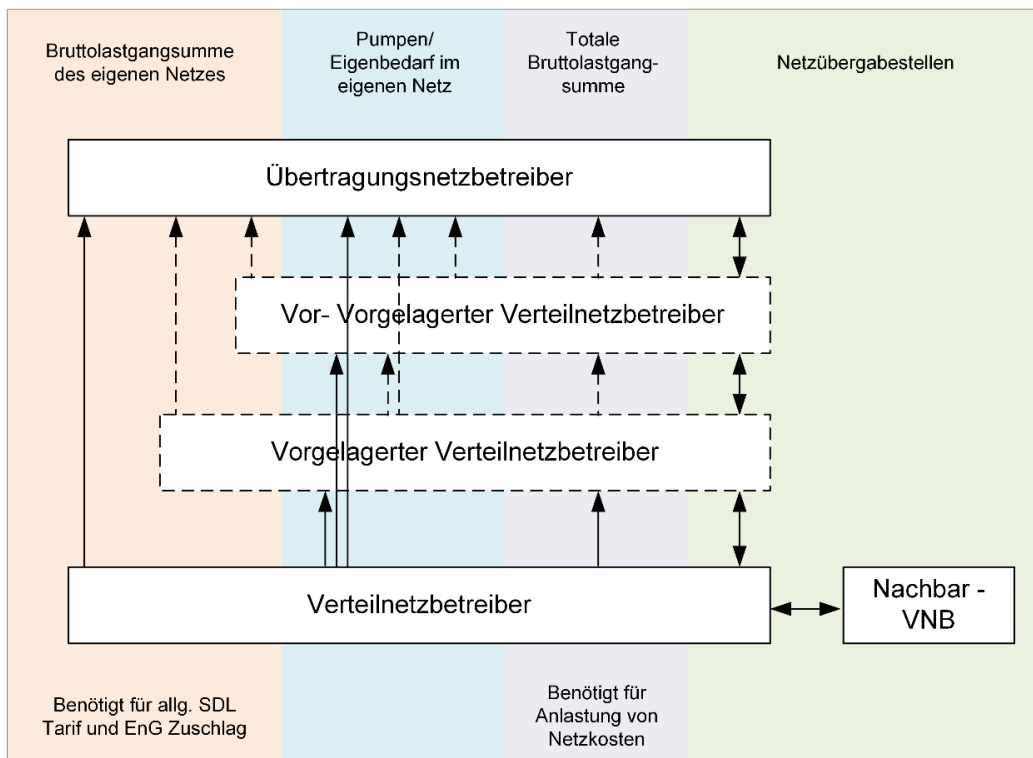 Bruttolastgangsumme
des eigenen Netzes
Pumpen/
Eigenbedarf im
eigenen Netz
Totale
Bruttolastgang-
summe
Netzübergabestellen
Übertragungsnetzbetreiber
Vor- Vorgelagerter Verteilnetzbetreiber
Vorgelagerter Verteilnetzbetreiber
Verteilnetzbetreiber
Nachbar -
VNB
Benötigt für allg. SDL
Tarif und EnG Zuschlag
Benötigt für
Anlastung von
Netzkosten